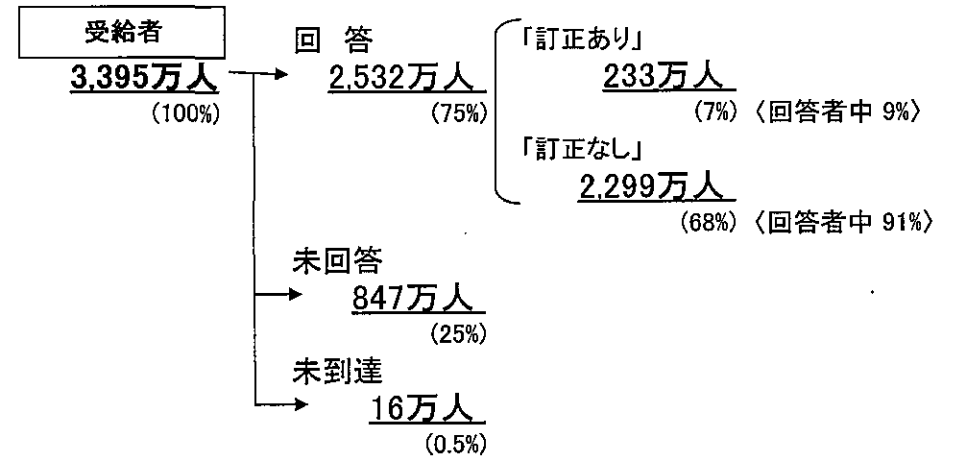 受給者
3,395万人
(100%)
回 答
2,532万人
(75%)
「訂正あり」
233万人
(7%) 〈回答者中 9%〉
「訂正なし」
2,299万人
(68%) 〈回答者中 91%〉
未回答
847万人
(25%)
未到達
16万人
(0.5%)